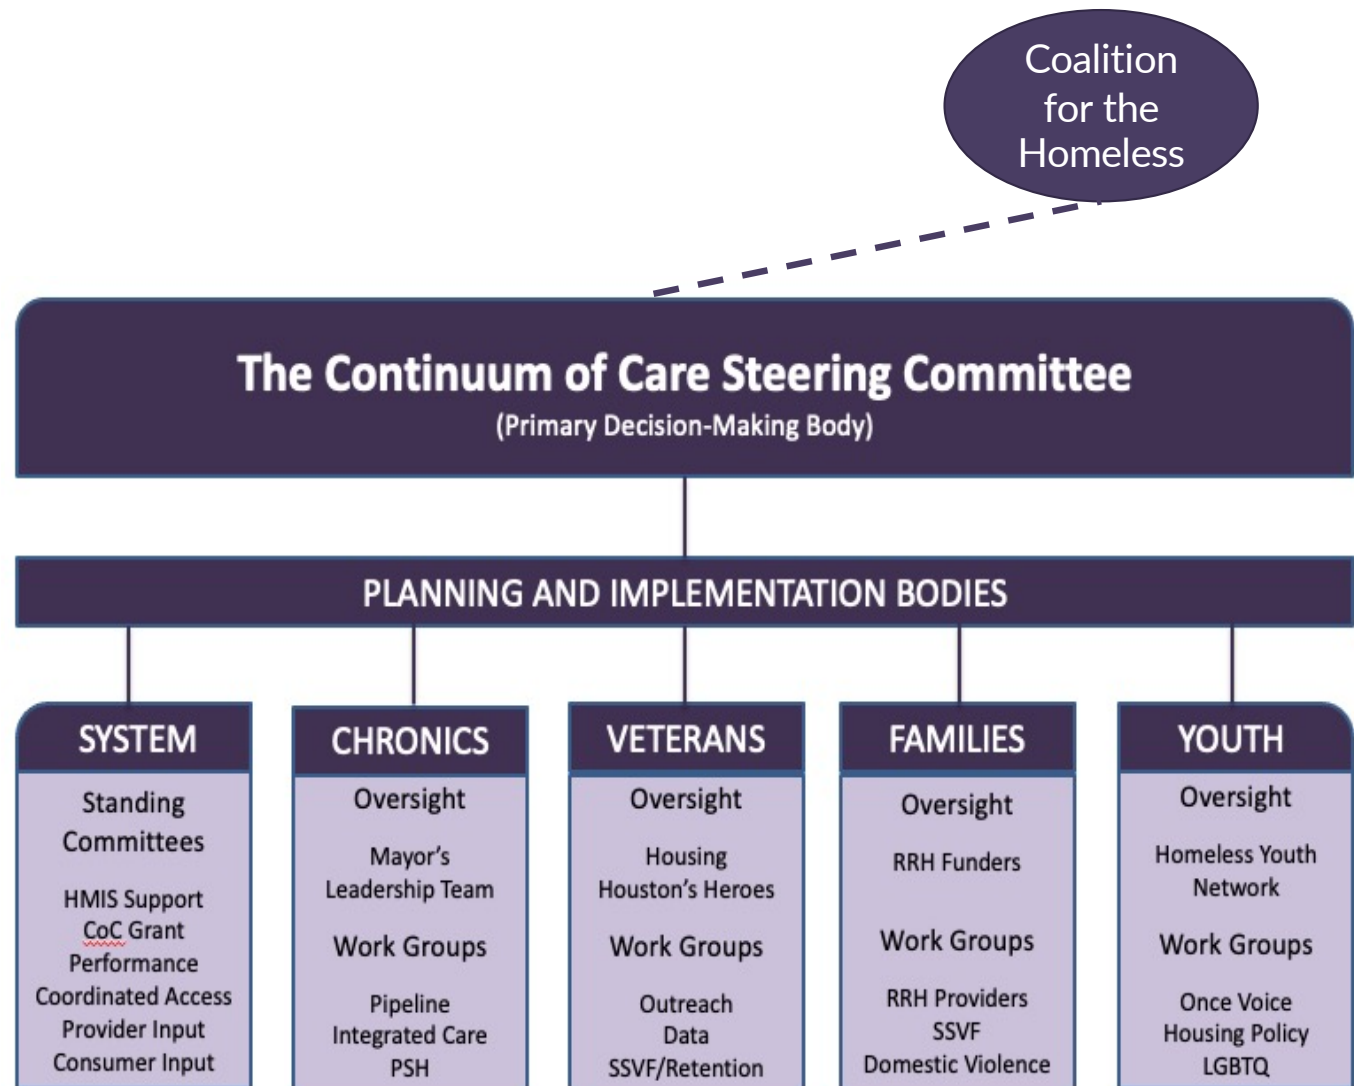 Coalition
for the
Homeless
The Continuum of Care Steering Committee
(Primary Decision-Making Body)
PLANNING AND IMPLEMENTATION BODIES
SYSTEM
Standing
Committees
HMIS Support
CoC Grant
Performance
Coordinated Access
Provider Input
Consumer Input
CHRONICS
Oversight
Mayor's
Leadership Team
Work Groups
Pipeline
Integrated Care
PSH
VETERANS
Oversight
Housing
Houston's Heroes
Work Groups
Outreach
Data
SSVF/Retention
FAMILIES
Oversight
RRH Funders
Work Groups
RRH Providers
SSVF
Domestic Violence
YOUTH
Oversight
Homeless Youth
Network
Work Groups
Once Voice
Housing Policy
LGBTQ